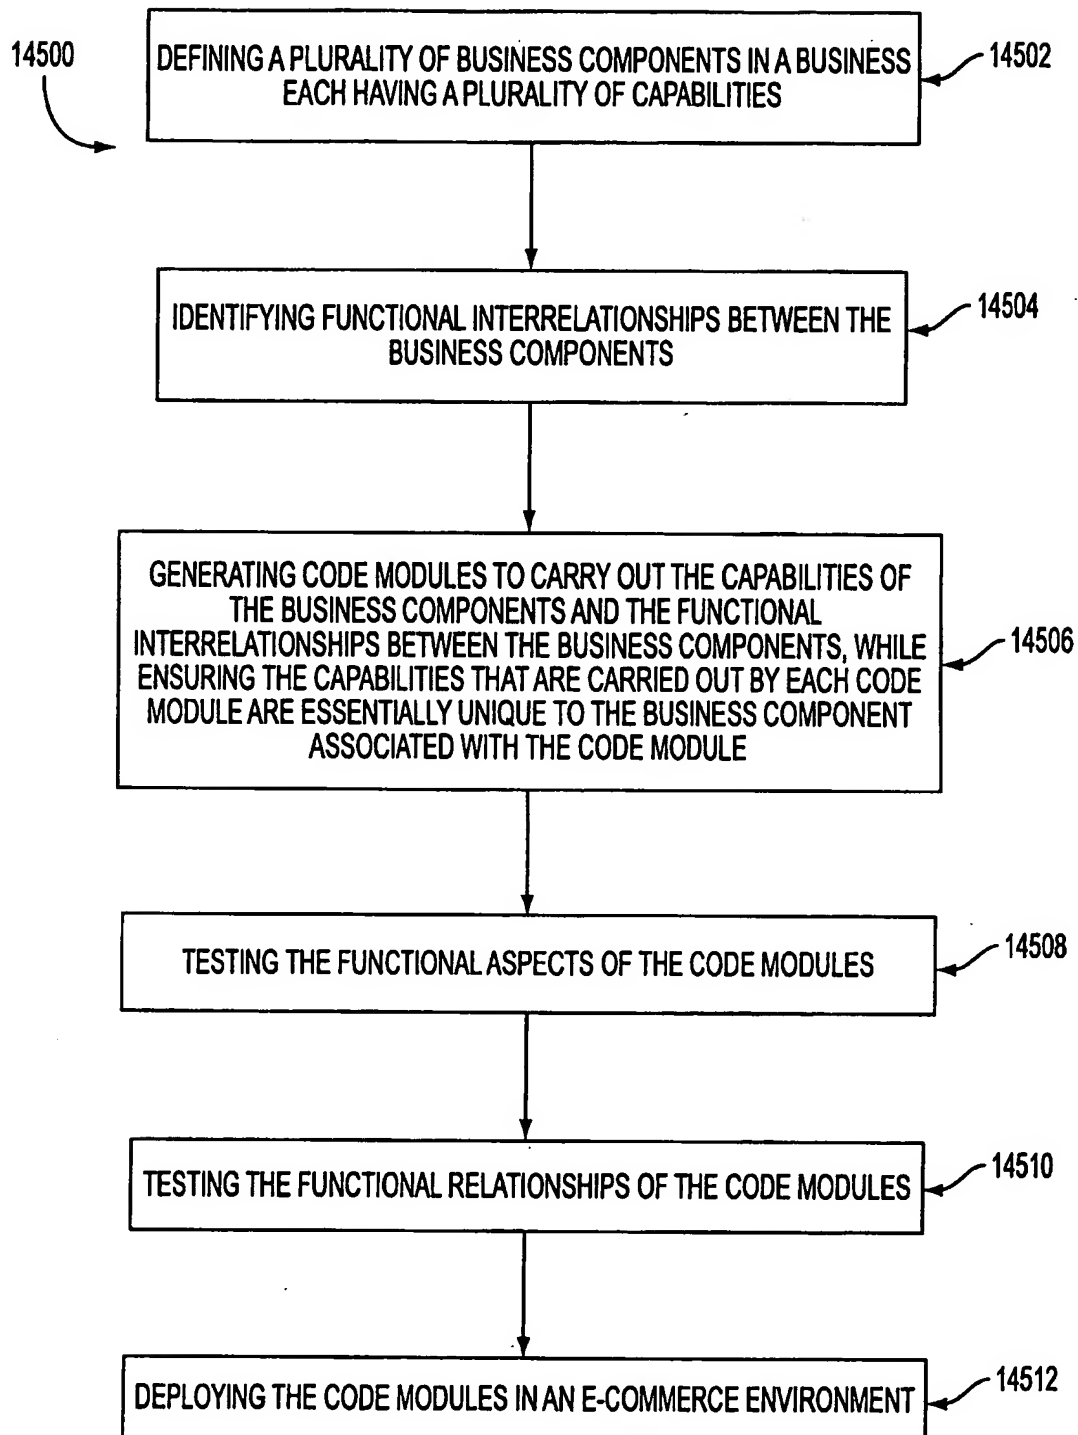 14500
DEFINING A PLURALITY OF BUSINESS COMPONENTS IN A BUSINESS
EACH HAVING A PLURALITY OF CAPABILITIES
14502
IDENTIFYING FUNCTIONAL INTERRELATIONSHIPS BETWEEN THE
BUSINESS COMPONENTS
14504
GENERATING CODE MODULES TO CARRY OUT THE CAPABILITIES OF
THE BUSINESS COMPONENTS AND THE FUNCTIONAL
INTERRELATIONSHIPS BETWEEN THE BUSINESS COMPONENTS, WHILE
ENSURING THE CAPABILITIES THAT ARE CARRIED OUT BY EACH CODE
MODULE ARE ESSENTIALLY UNIQUE TO THE BUSINESS COMPONENT
ASSOCIATED WITH THE CODE MODULE
14506
TESTING THE FUNCTIONAL ASPECTS OF THE CODE MODULES
14508
TESTING THE FUNCTIONAL RELATIONSHIPS OF THE CODE MODULES
14510
DEPLOYING THE CODE MODULES IN AN E-COMMERCE ENVIRONMENT
14512